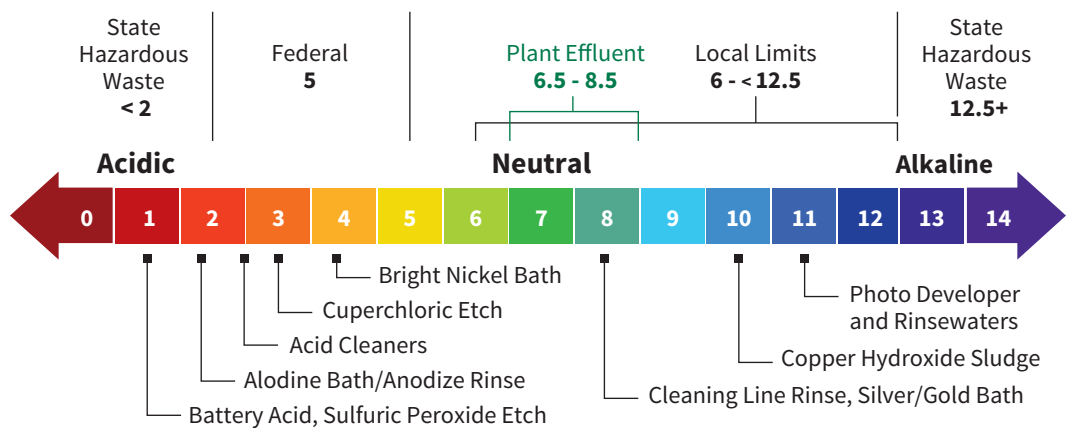 State
Hazardous
Waste
< 2
Federal
5
Plant Effluent
6.5 - 8.5
Local Limits
6 - < 12.5
State
Hazardous
Waste
12.5+
Acidic
Neutral
Alkaline
0 1 2 3 4 5 6 7 8 9 10 11 12 13 14
Bright Nickel Bath
Cuperchloric Etch
Acid Cleaners
Alodine Bath/Anodize Rinse
Battery Acid, Sulfuric Peroxide Etch
Photo Developer
and Rinsewaters
Copper Hydroxide Sludge
Cleaning Line Rinse, Silver/Gold Bath